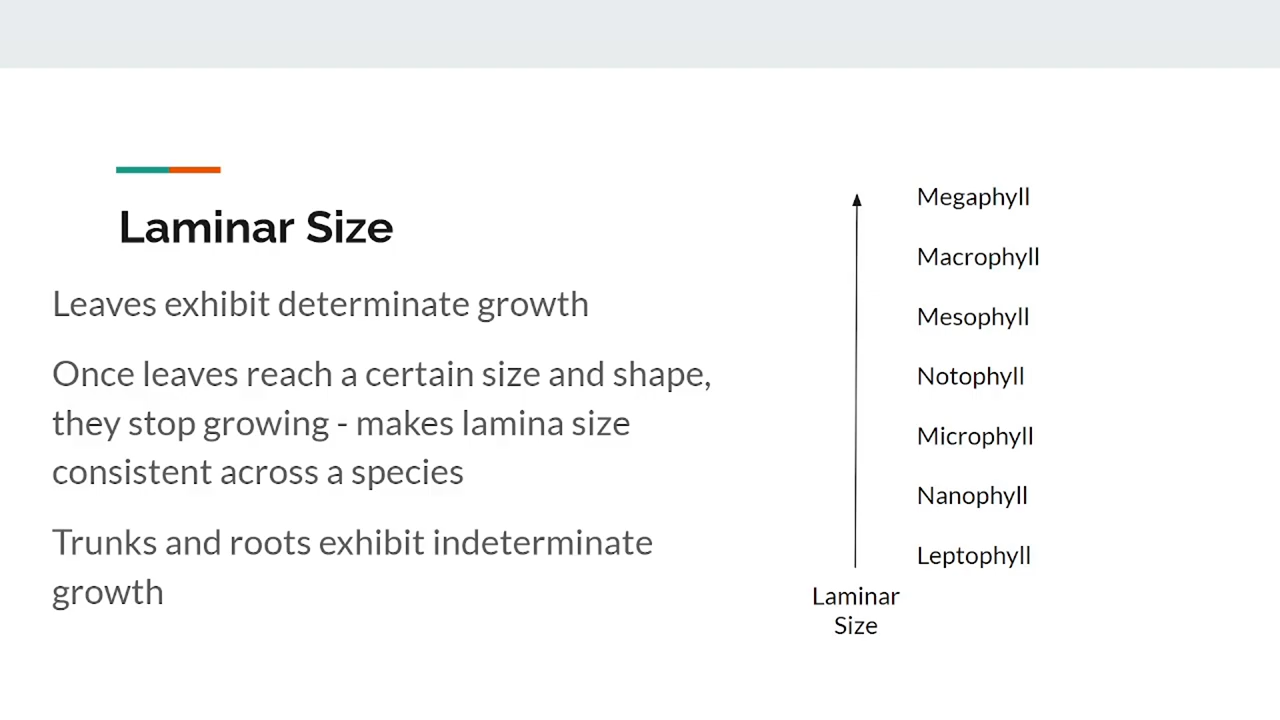 Laminar Size
Leaves exhibit determinate growth
Once leaves reach a certain size and shape,
they stop growing - makes lamina size
consistent across a species
Trunks and roots exhibit indeterminate
growth
Megaphyll
Macrophyll
Mesophyll
Notophyll
Microphyll
Nanophyll
Leptophyll
Laminar
Size